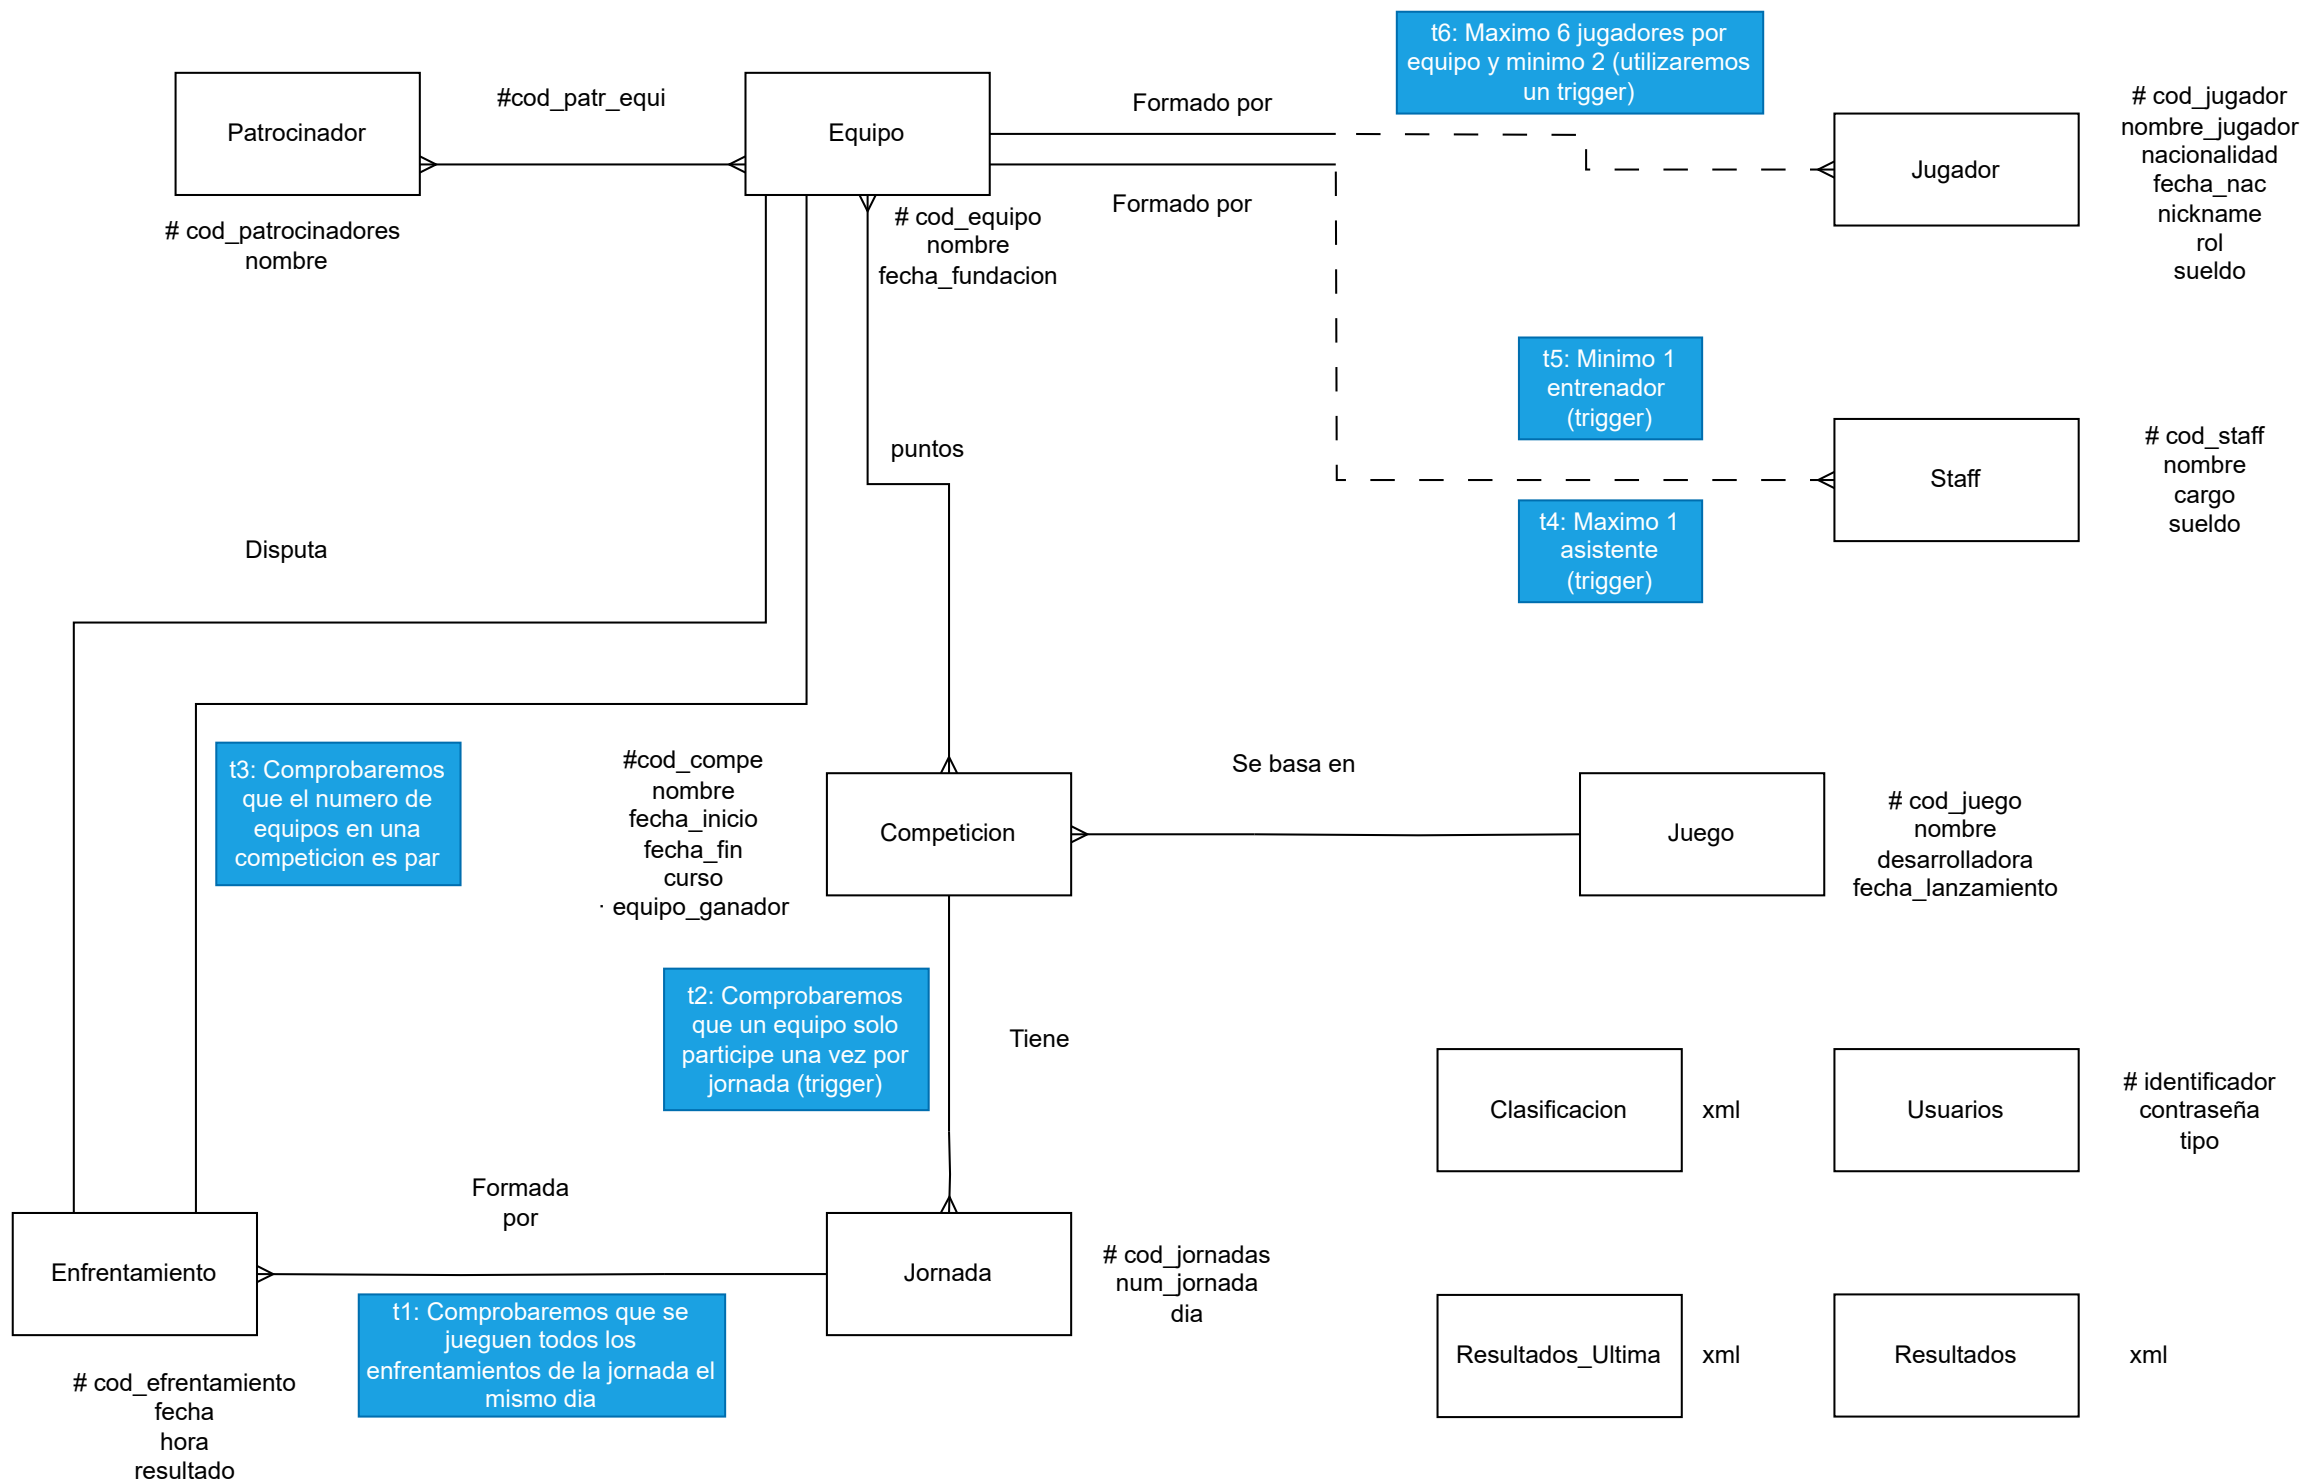 t6: Maximo 6 jugadores por
equipo y minimo 2 (utilizaremos
un trigger)
#cod_patr_equi
Formado por
Patrocinador
Equipo
Jugador
# cod_jugador
nombre_jugador
nacionalidad
fecha_nac
nickname
rol
sueldo
Formado por
# cod_patrocinadores
nombre
# cod_equipo
nombre
fecha_fundacion
t5: Minimo 1
entrenador
(trigger)
puntos
Staff
# cod_staff
nombre
cargo
sueldo
t4: Maximo 1
asistente
(trigger)
Disputa
t3: Comprobaremos
que el numero de
equipos en una
competicion es par
#cod_compe
nombre
fecha_inicio
fecha_fin
curso
· equipo_ganador
Competicion
Se basa en
Juego
# cod_juego
nombre
desarrolladora
fecha_lanzamiento
t2: Comprobaremos
que un equipo solo
participe una vez por
jornada (trigger)
Tiene
Clasificacion
xml
Usuarios
# identificador
contraseña
tipo
Formada
por
Enfrentamiento
Jornada
# cod_jornadas
num_jornada
dia
t1: Comprobaremos que se
jueguen todos los
enfrentamientos de la jornada el
mismo dia
Resultados_Ultima
xml
Resultados
xml
# cod_efrentamiento
fecha
hora
resultado